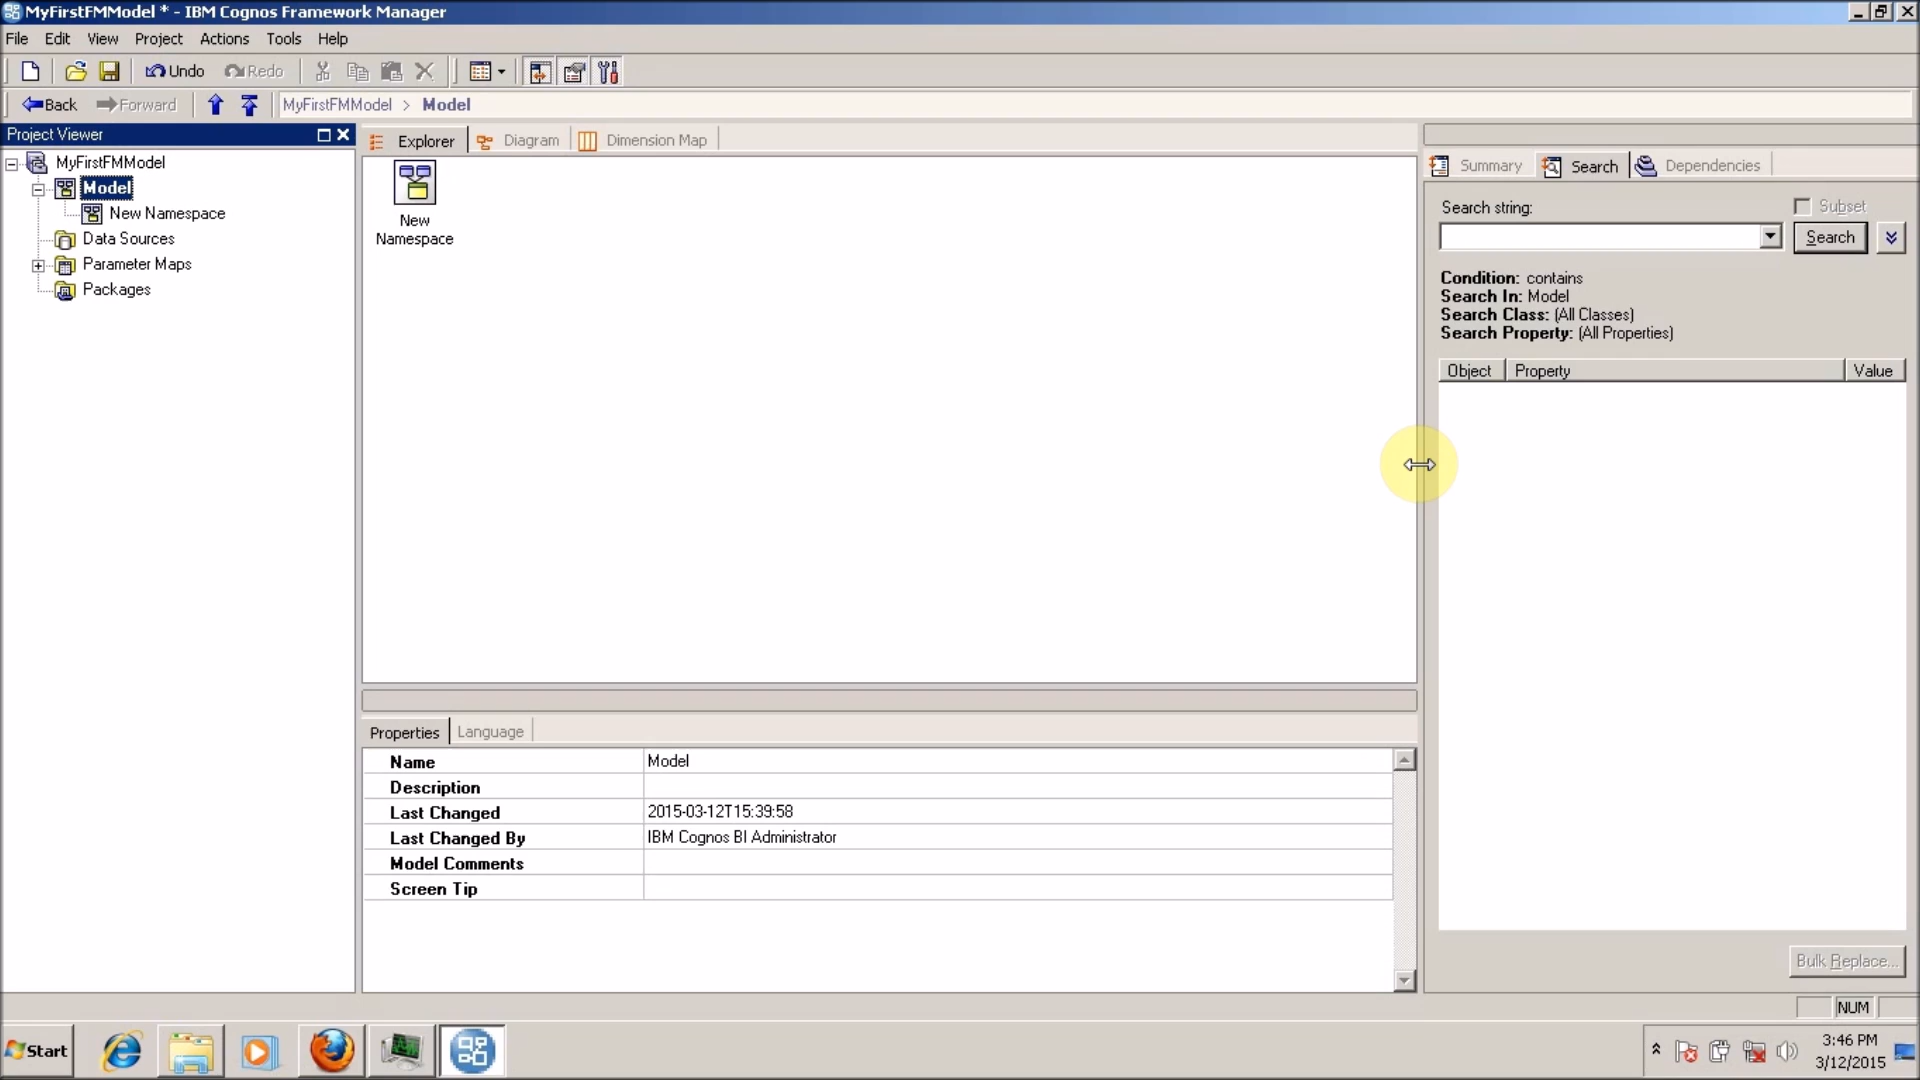 MyFirstFMModel * - IBM Cognos Framework Manager
File Edit View Project Actions Tools Help
Undo Redo
Back Forward MyFirstFMModel > Model
Project Viewer
MyFirstFMModel
Model
New Namespace
Data Sources
Parameter Maps
Packages
Explorer Diagram Dimension Map
New
Namespace
Summary Search Dependencies
Search string: Subset
Search
Condition: contains
Search In: Model
Search Class: (All Classes)
Search Property: (All Properties)
Object Property Value
Bulk Replace...
Properties Language
Name Model
Description
Last Changed 2015-03-12T15:39:58
Last Changed By IBM Cognos BI Administrator
Model Comments
Screen Tip
NUM
Start
3:46 PM
3/12/2015